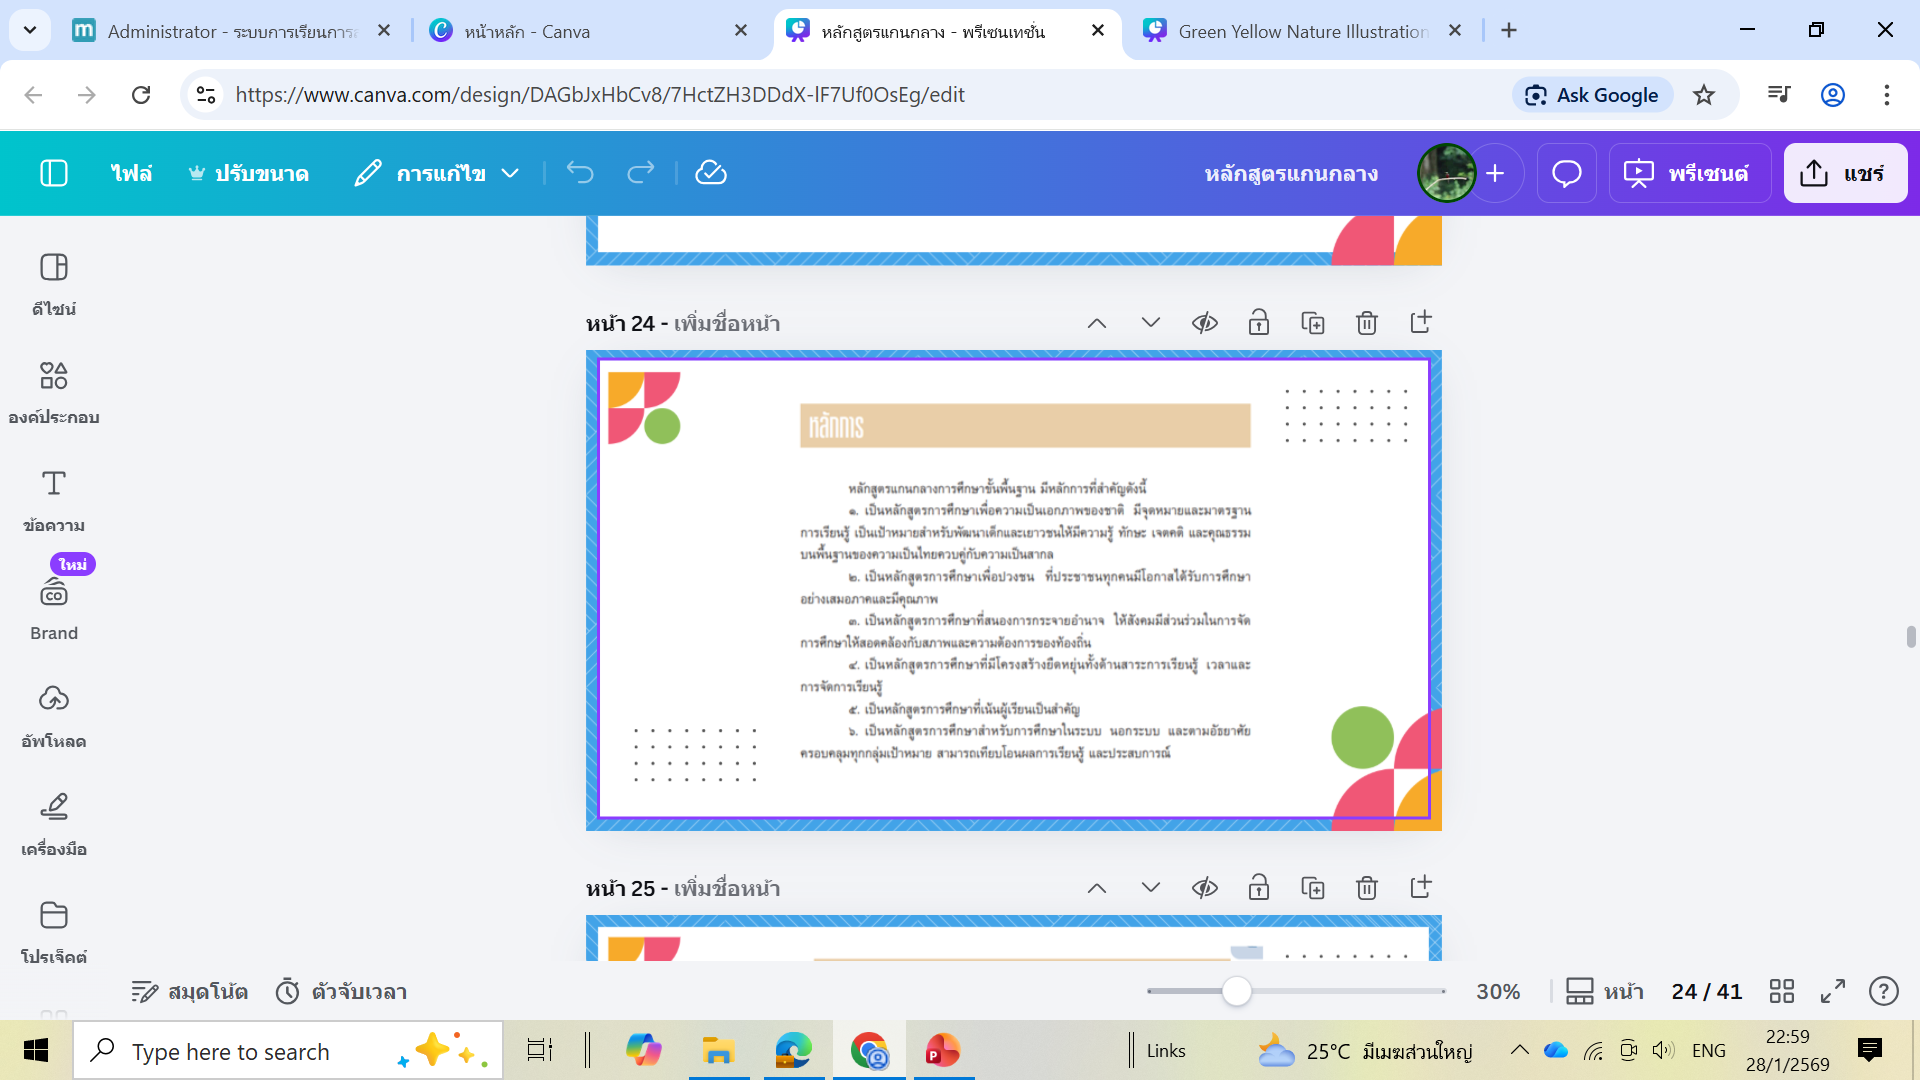 Administrator - ระบบการเรียนการส
หน้าหลัก - Canva
หลักสูตรแกนกลาง - พรีเซนเทชั่น
Green Yellow Nature Illustration
https://www.canva.com/design/DAGbJxHbCv8/7HctZH3DDdX-lF7Uf0OsEg/edit
Ask Google
ไฟล์
ปรับขนาด
การแก้ไข
หลักสูตรแกนกลาง
พรีเซนต์
แชร์
ดีไซน์
องค์ประกอบ
ข้อความ
ใหม่
Brand
อัพโหลด
เครื่องมือ
โปรเจ็คต์
หน้า 24 - เพิ่มชื่อหน้า
หลักการ
หลักสูตรแกนกลางการศึกษาขั้นพื้นฐาน มีหลักการที่สำคัญดังนี้
๑. เป็นหลักสูตรการศึกษาเพื่อความเป็นเอกภาพของชาติ มีจุดหมายและมาตรฐาน
การเรียนรู้ เป็นเป้าหมายสำหรับพัฒนาเด็กและเยาวชนให้มีความรู้ ทักษะ เจตคติ และคุณธรรม
บนพื้นฐานของความเป็นไทยควบคู่กับความเป็นสากล
๒. เป็นหลักสูตรการศึกษาเพื่อปวงชน ที่ประชาชนทุกคนมีโอกาสได้รับการศึกษา
อย่างเสมอภาคและมีคุณภาพ
๓. เป็นหลักสูตรการศึกษาที่สนองการกระจายอำนาจ ให้สังคมมีส่วนร่วมในการจัด
การศึกษาให้สอดคล้องกับสภาพและความต้องการของท้องถิ่น
๔. เป็นหลักสูตรการศึกษาที่มีโครงสร้างยืดหยุ่นทั้งด้านสาระการเรียนรู้ เวลาและ
การจัดการเรียนรู้
๕. เป็นหลักสูตรการศึกษาที่เน้นผู้เรียนเป็นสำคัญ
๖. เป็นหลักสูตรการศึกษาสำหรับการศึกษาในระบบ นอกระบบ และตามอัธยาศัย
ครอบคลุมทุกกลุ่มเป้าหมาย สามารถเทียบโอนผลการเรียนรู้ และประสบการณ์
หน้า 25 - เพิ่มชื่อหน้า
สมุดโน้ต
ตัวจับเวลา
30%
หน้า
24 / 41
Type here to search
Links
25°C มีเมฆส่วนใหญ่
ENG
22:59
28/1/2569